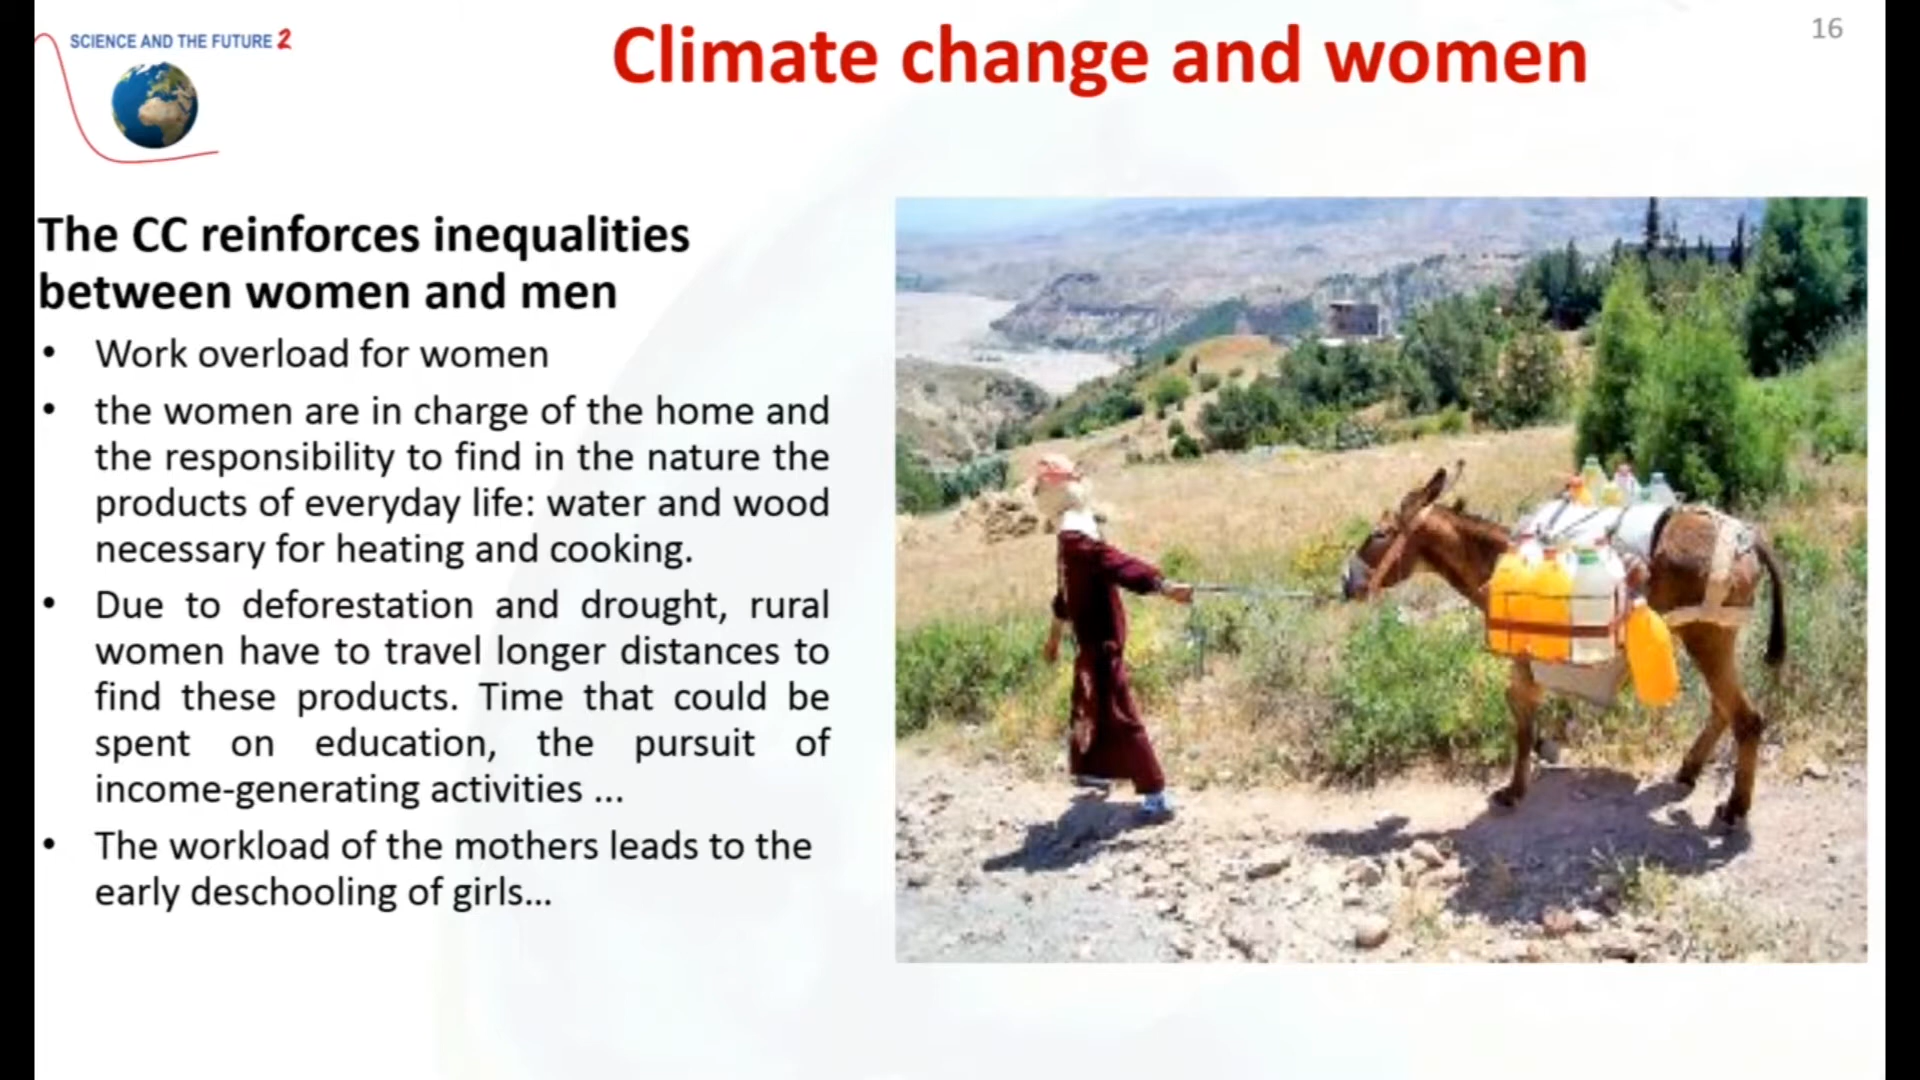 SCIENCE AND THE FUTURE 2
Climate change and women
16
The CC reinforces inequalities
between women and men
• Work overload for women
• the women are in charge of the home and
the responsibility to find in the nature the
products of everyday life: water and wood
necessary for heating and cooking.
• Due to deforestation and drought, rural
women have to travel longer distances to
find these products. Time that could be
spent on education, the pursuit of
income-generating activities ...
• The workload of the mothers leads to the
early deschooling of girls...